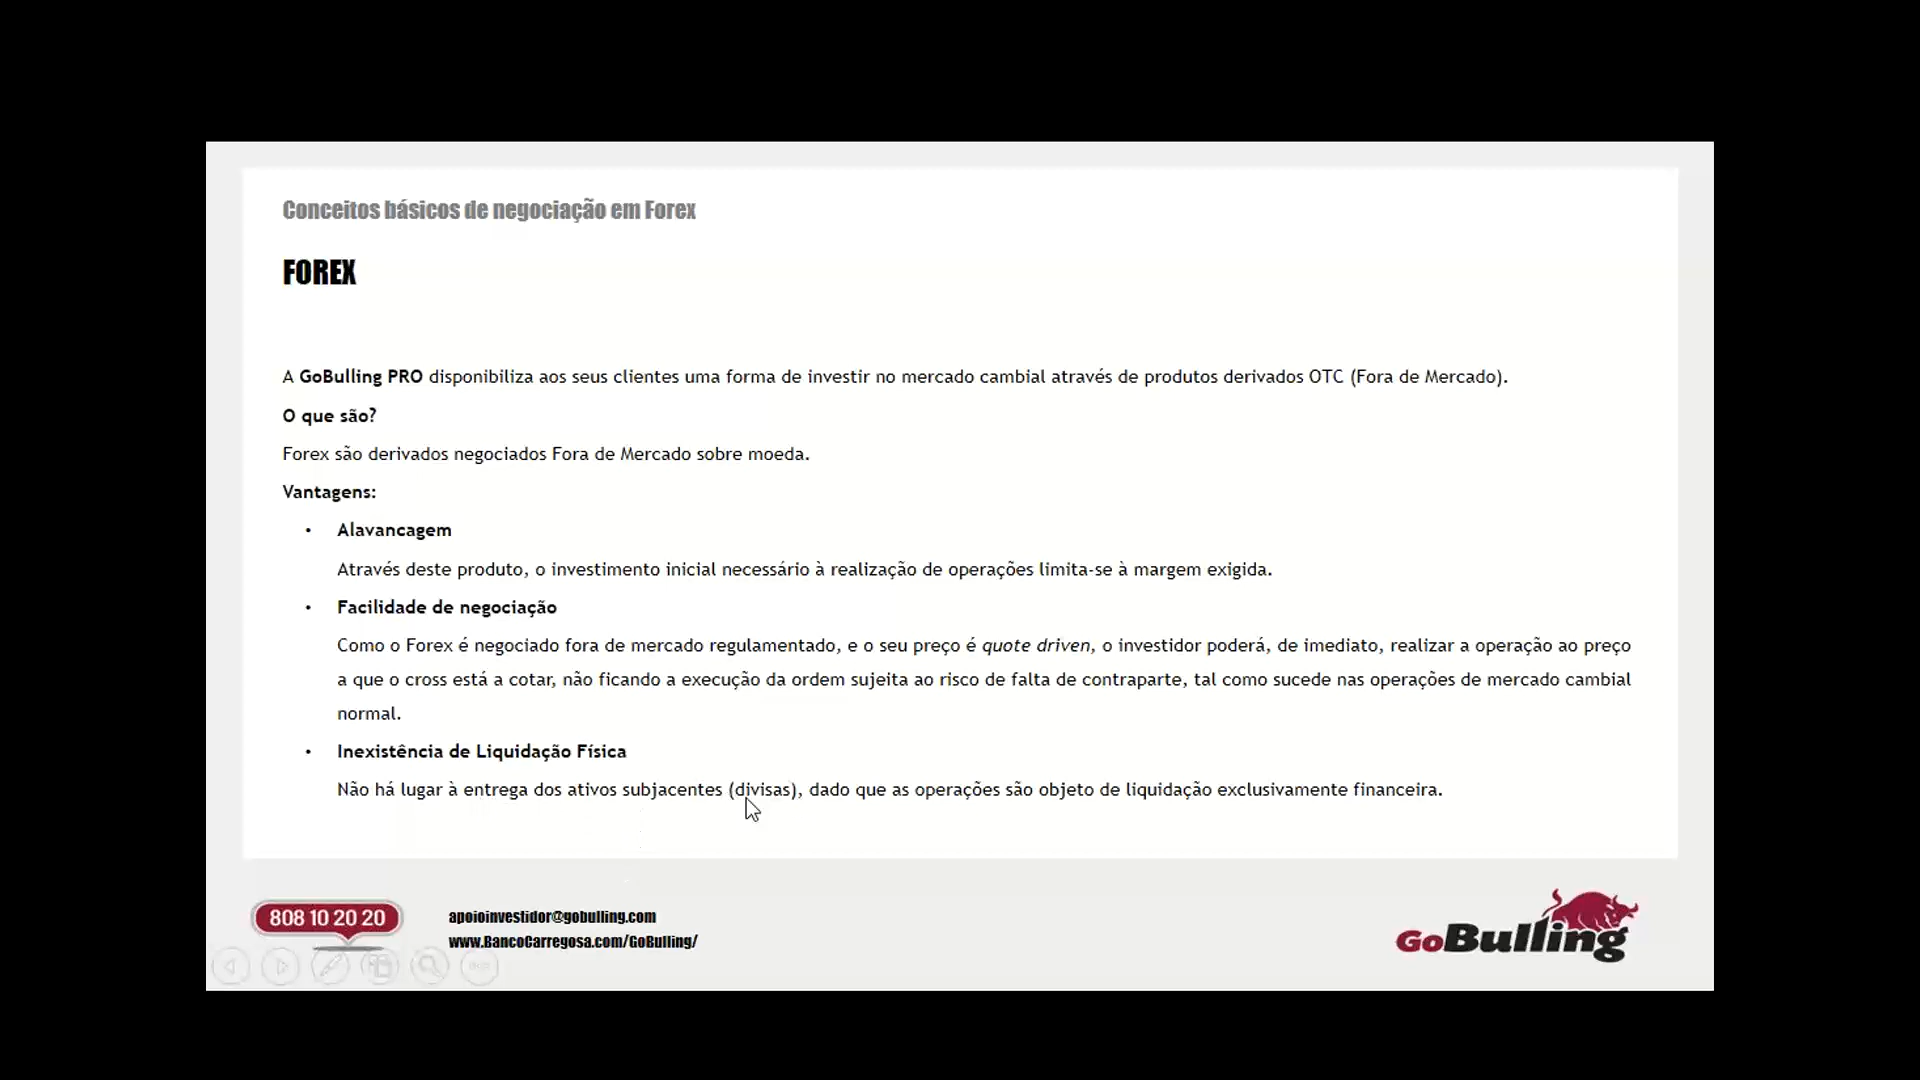 Conceitos básicos de negociação em Forex
FOREX
A GoBulling PRO disponibiliza aos seus clientes uma forma de investir no mercado cambial através de produtos derivados OTC (Fora de Mercado).
O que são?
Forex são derivados negociados Fora de Mercado sobre moeda.
Vantagens:
• Alavancagem
Através deste produto, o investimento inicial necessário à realização de operações limita-se à margem exigida.
• Facilidade de negociação
Como o Forex é negociado fora de mercado regulamentado, e o seu preço é quote driven, o investidor poderá, de imediato, realizar a operação ao preço
a que o cross está a cotar, não ficando a execução da ordem sujeita ao risco de falta de contraparte, tal como sucede nas operações de mercado cambial
normal.
• Inexistência de Liquidação Física
Não há lugar à entrega dos ativos subjacentes (divisas), dado que as operações são objeto de liquidação exclusivamente financeira.
808 10 20 20
apoioinvestidor@gobulling.com
www.BancoCarregosa.com/GoBulling/
GoBulling